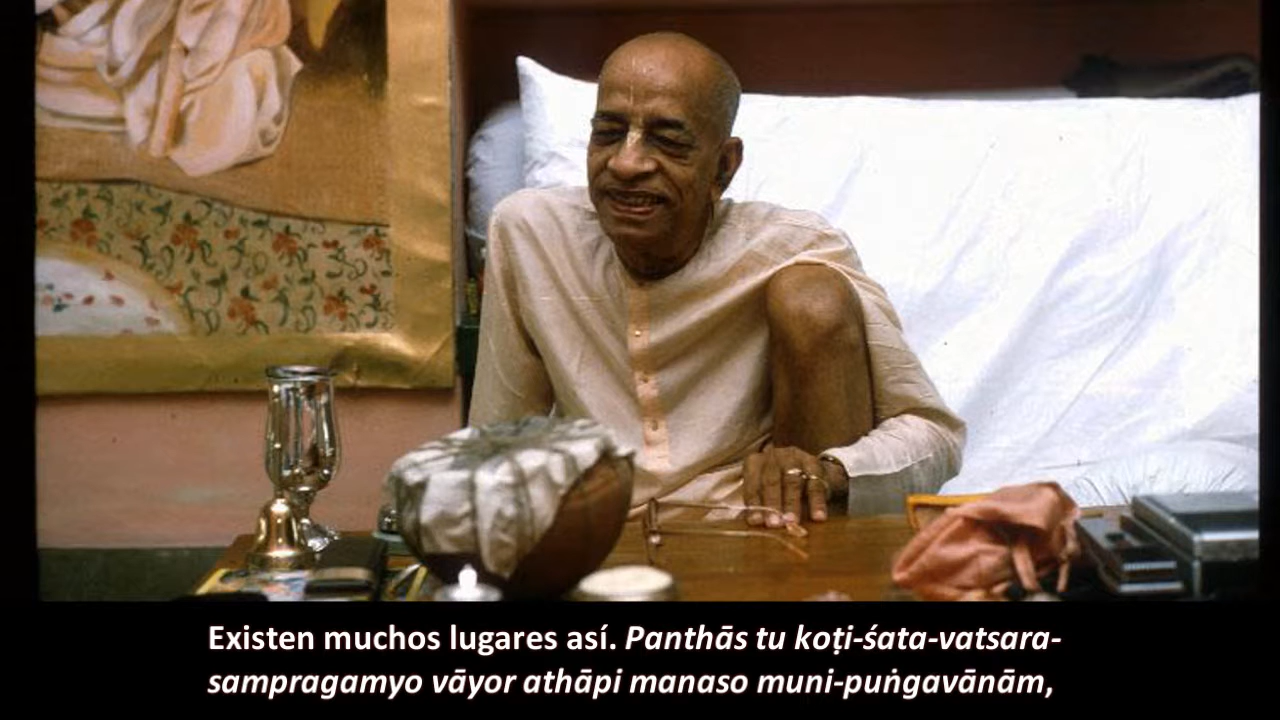 Existen muchos lugares así. Panthās tu koṭi-śata-vatsara-
sampragamyo vāyor athāpi manaso muni-puṅgavānām,